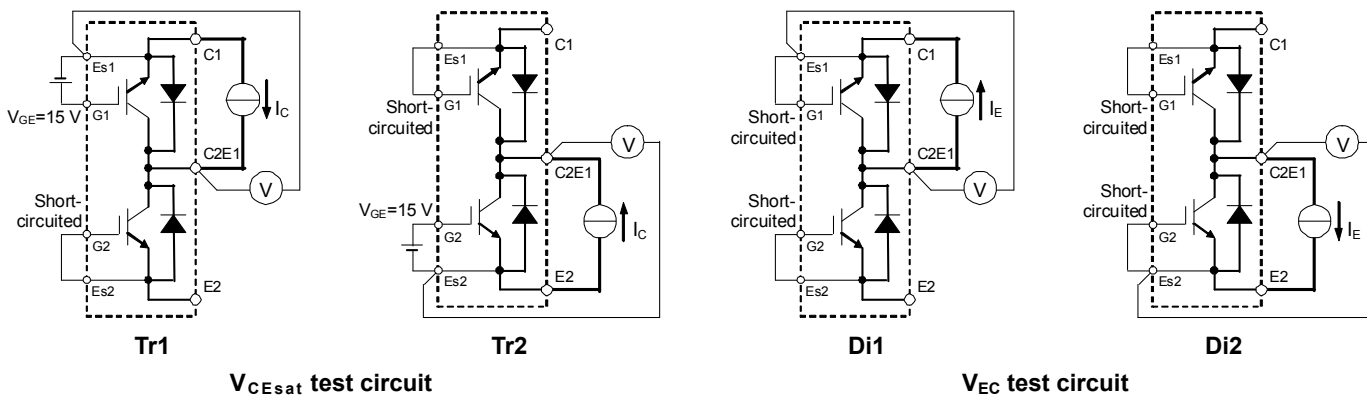 C1
Es1
V_GE=15 V
G1
I_C
Short-
circuited
C2E1
V
G2
Es2
E2
Tr1
C1
Es1
G1
Short-
circuited
V
C2E1
V_GE=15 V
G2
I_C
Es2
E2
Tr2
V_CEsat test circuit
C1
Es1
G1
Short-
circuited
I_E
C2E1
V
Short-
circuited
G2
Es2
E2
Di1
C1
Es1
G1
Short-
circuited
V
C2E1
Short-
circuited
G2
I_E
Es2
E2
Di2
V_EC test circuit